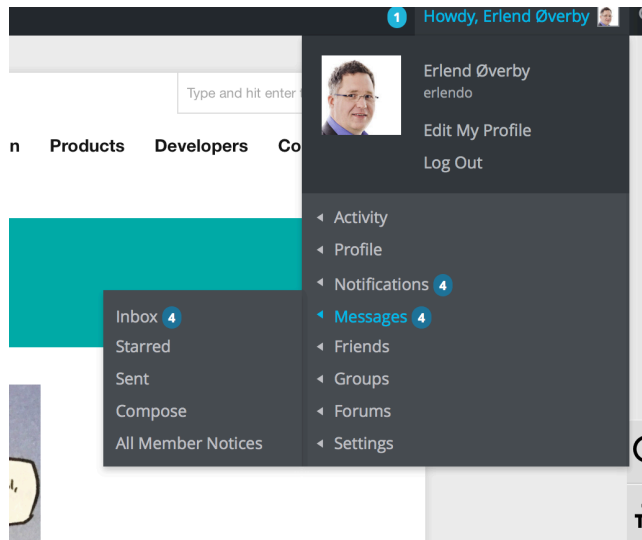 1 Howdy, Erlend Øverby
Erlend Øverby
erlendo
Edit My Profile
Log Out
Type and hit enter
n Products Developers Co
Activity
Profile
Notifications 4
Messages 4
Friends
Groups
Forums
Settings
Inbox 4
Starred
Sent
Compose
All Member Notices